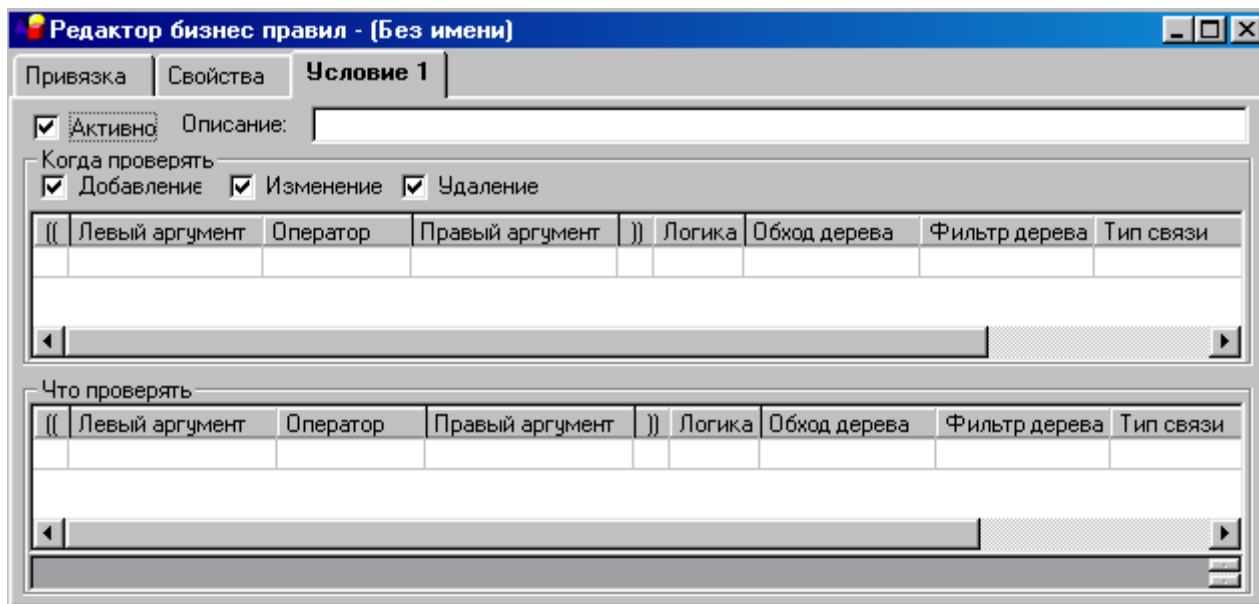 Редактор бизнес правил - (Без имени)
Привязка Свойства Условие 1
Активно Описание:
Когда проверять
Добавление Изменение Удаление
(( Левый аргумент Оператор Правый аргумент )) Логика Обход дерева Фильтр дерева Тип связи
Что проверять
(( Левый аргумент Оператор Правый аргумент )) Логика Обход дерева Фильтр дерева Тип связи